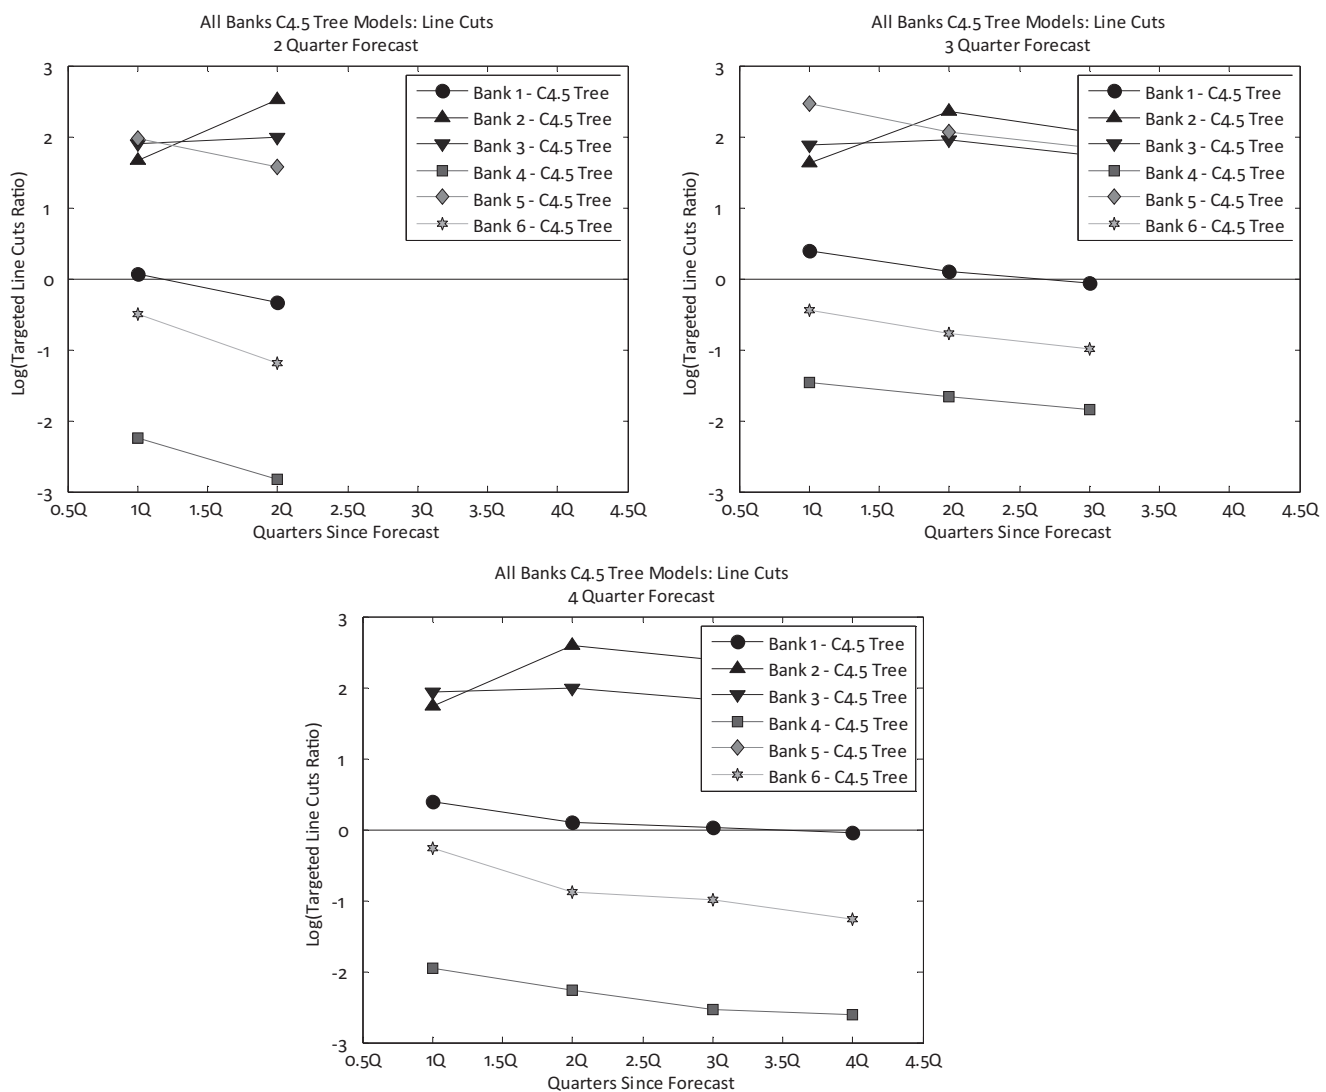 All Banks C4.5 Tree Models: Line Cuts
2 Quarter Forecast
Log(Targeted Line Cuts Ratio)
3
2
1
0
-1
-2
-3
0.5Q 1Q 1.5Q 2Q 2.5Q 3Q 3.5Q 4Q 4.5Q
Quarters Since Forecast
Bank 1 - C4.5 Tree
Bank 2 - C4.5 Tree
Bank 3 - C4.5 Tree
Bank 4 - C4.5 Tree
Bank 5 - C4.5 Tree
Bank 6 - C4.5 Tree
All Banks C4.5 Tree Models: Line Cuts
3 Quarter Forecast
Log(Targeted Line Cuts Ratio)
3
2
1
0
-1
-2
-3
0.5Q 1Q 1.5Q 2Q 2.5Q 3Q 3.5Q 4Q 4.5Q
Quarters Since Forecast
Bank 1 - C4.5 Tree
Bank 2 - C4.5 Tree
Bank 3 - C4.5 Tree
Bank 4 - C4.5 Tree
Bank 5 - C4.5 Tree
Bank 6 - C4.5 Tree
All Banks C4.5 Tree Models: Line Cuts
4 Quarter Forecast
Log(Targeted Line Cuts Ratio)
3
2
1
0
-1
-2
-3
0.5Q 1Q 1.5Q 2Q 2.5Q 3Q 3.5Q 4Q 4.5Q
Quarters Since Forecast
Bank 1 - C4.5 Tree
Bank 2 - C4.5 Tree
Bank 3 - C4.5 Tree
Bank 4 - C4.5 Tree
Bank 5 - C4.5 Tree
Bank 6 - C4.5 Tree